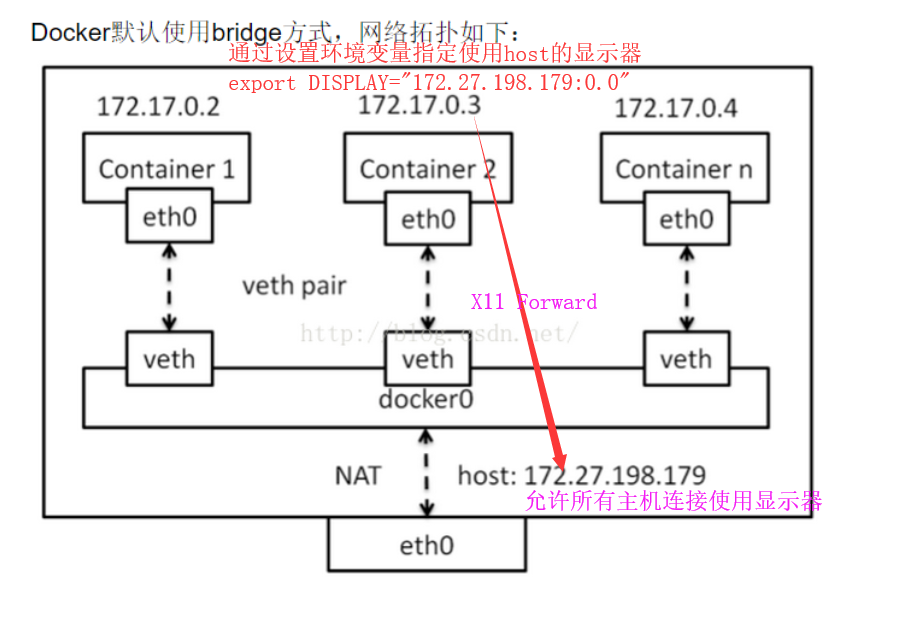 Docker默认使用bridge方式，网络拓扑如下：
通过设置环境变量指定使用host的显示器
export DISPLAY="172.27.198.179:0.0"
172.17.0.2
172.17.0.3
172.17.0.4
Container 1
Container 2
Container n
eth0
eth0
eth0
veth pair
X11 Forward
http://blog.csdn.net/
veth
veth
veth
docker0
NAT
host: 172.27.198.179
允许所有主机连接使用显示器
eth0